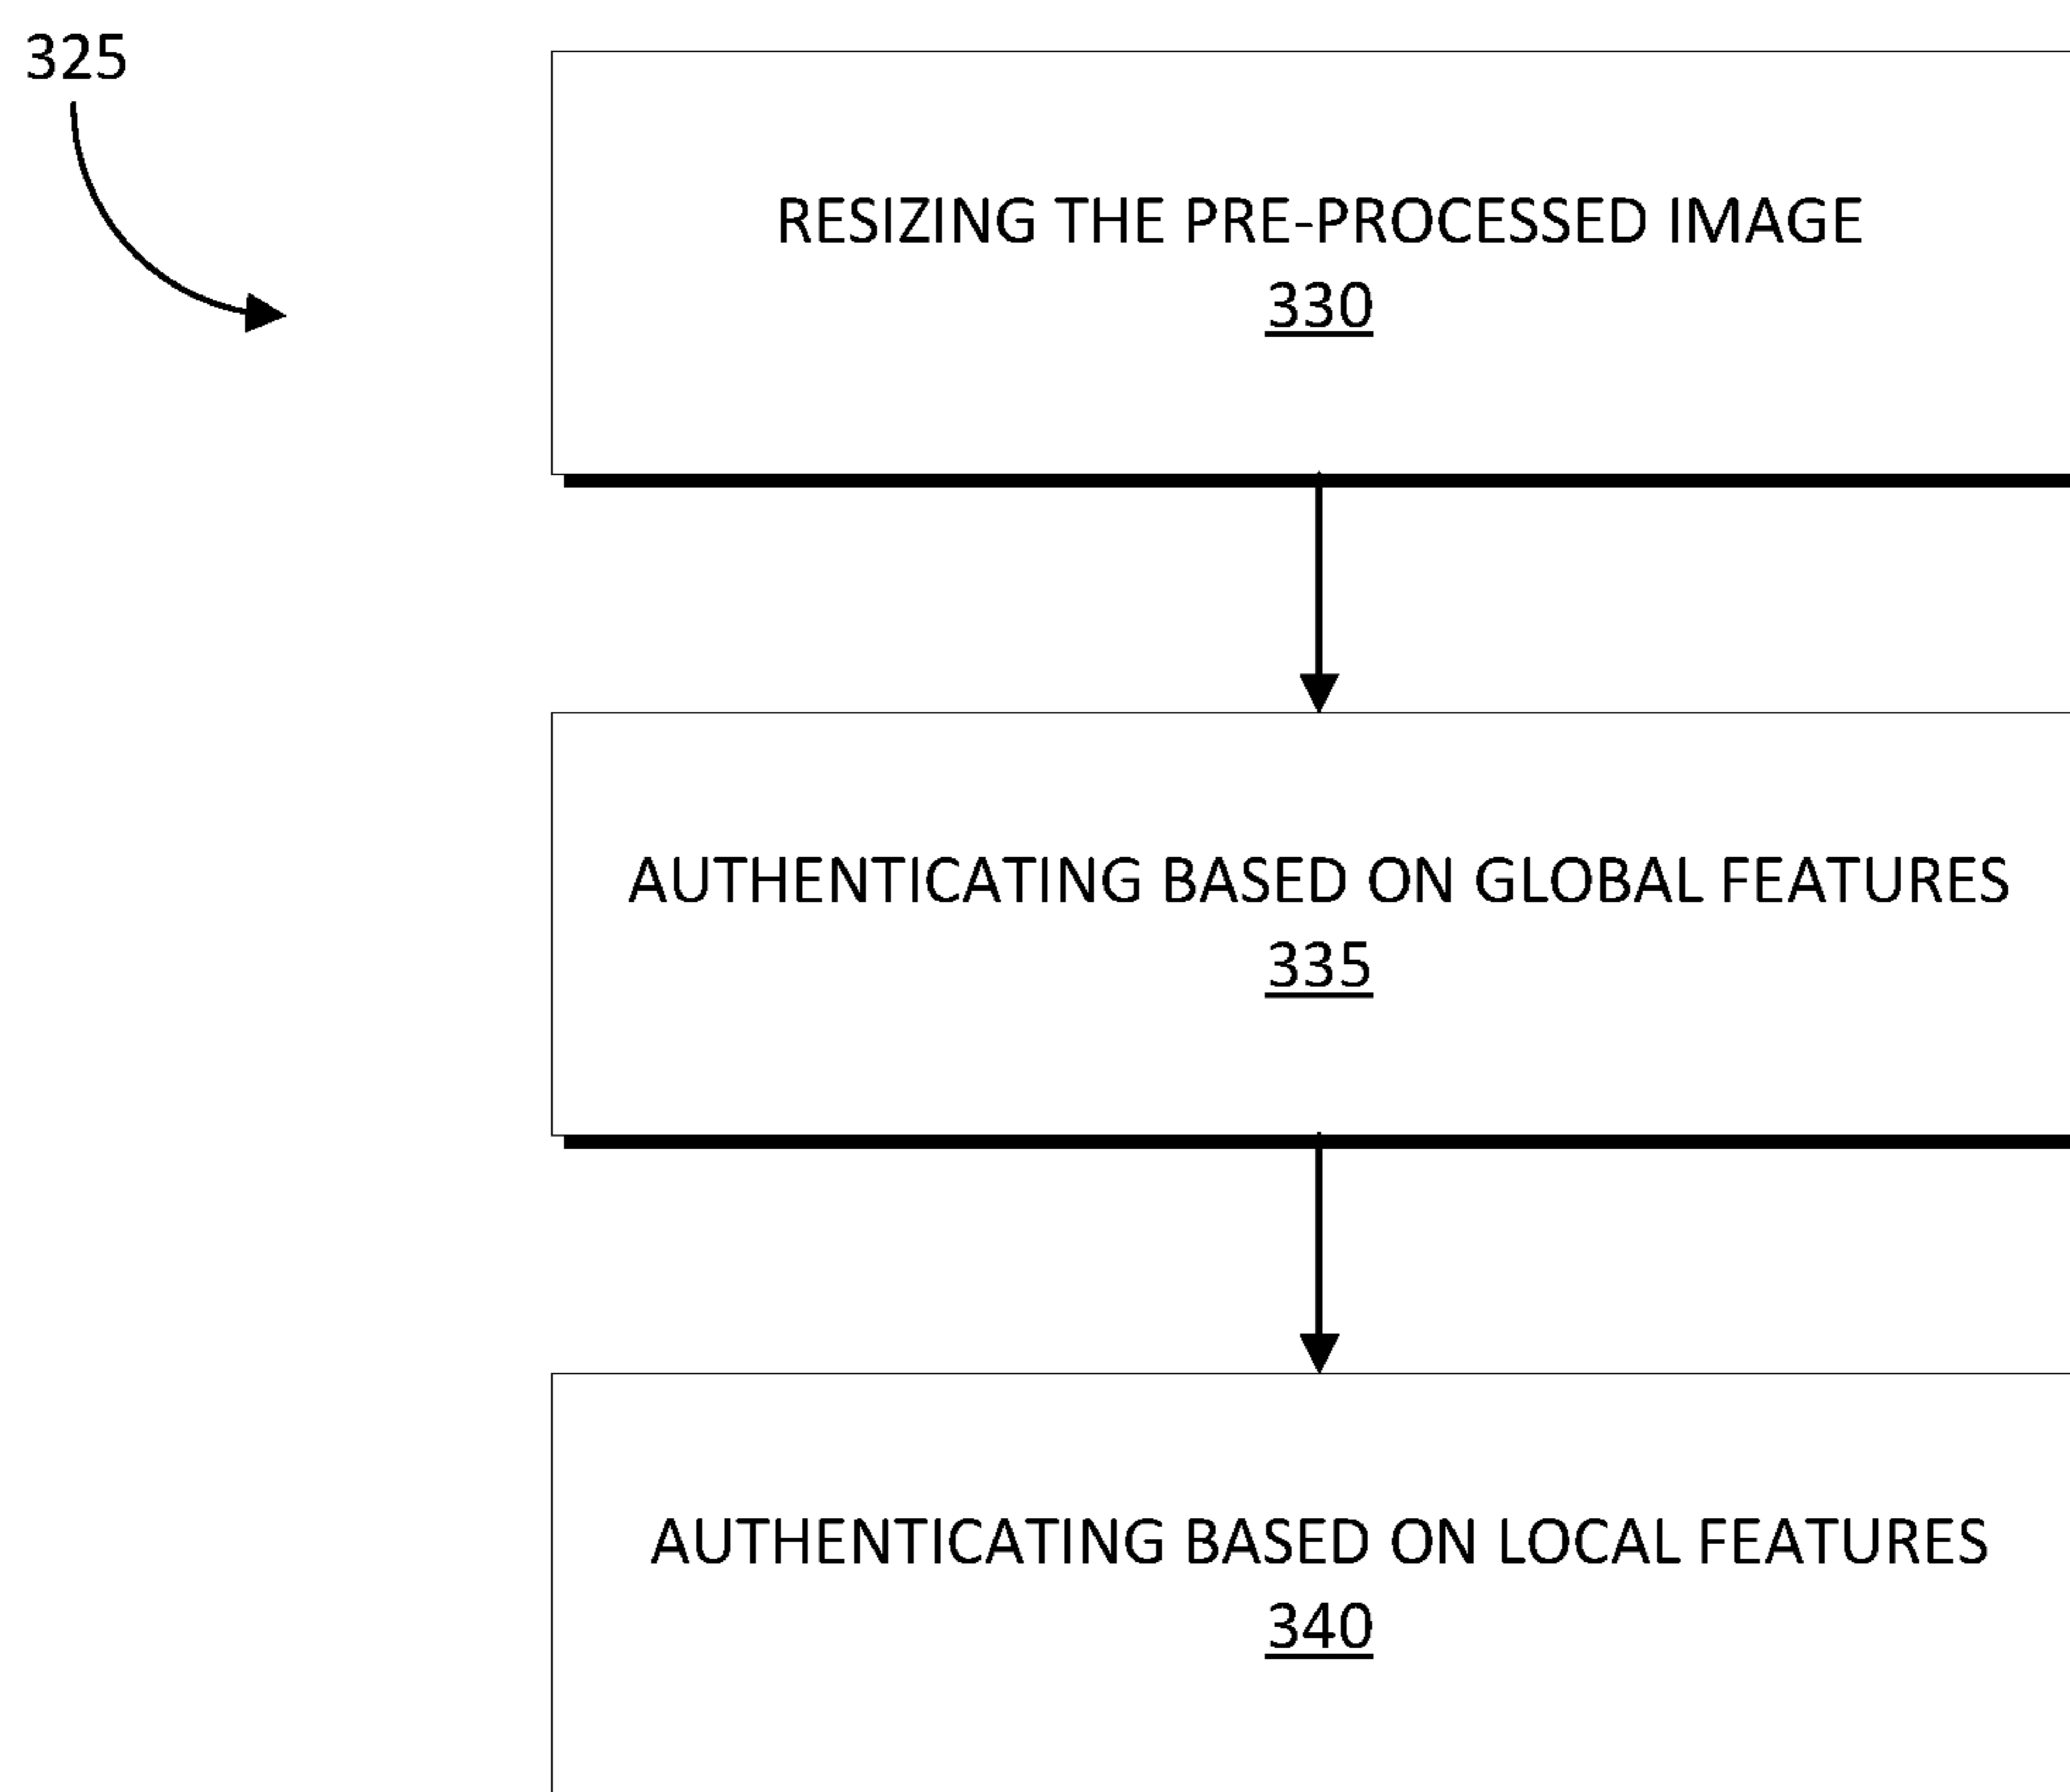 325
RESIZING THE PRE-PROCESSED IMAGE
330
AUTHENTICATING BASED ON GLOBAL FEATURES
335
AUTHENTICATING BASED ON LOCAL FEATURES
340